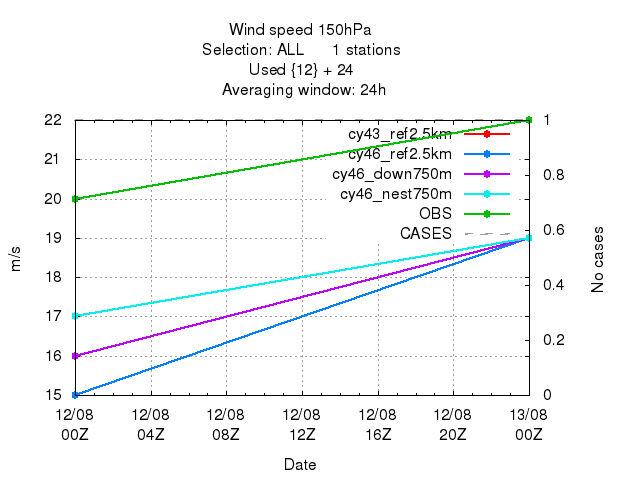 Wind speed 150hPa
Selection: ALL 1 stations
Used {12} + 24
Averaging window: 24h
22
21
20
19
18
17
16
15
m/s
cy43_ref2.5km
cy46_ref2.5km
cy46_down750m
cy46_nest750m
OBS
CASES
1
0.8
0.6
0.4
0.2
0
No cases
12/08 12/08 12/08 12/08 12/08 12/08 13/08
00Z 04Z 08Z 12Z 16Z 20Z 00Z
Date